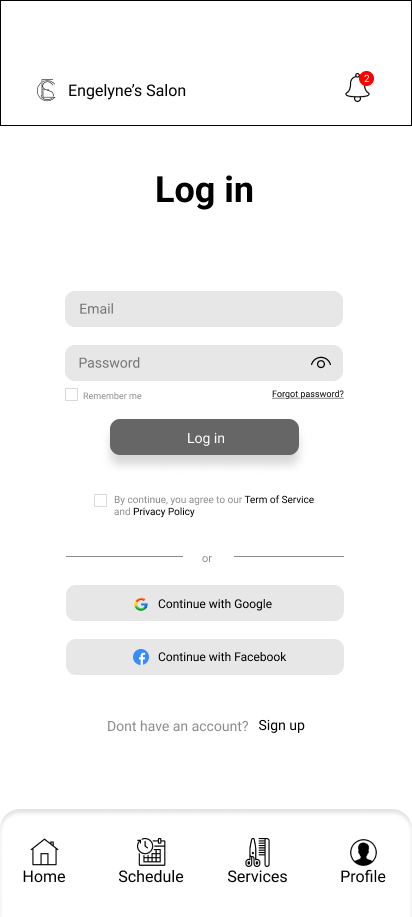 Engelyne’s Salon
2
Log in
Email
Password
Remember me
Forgot password?
Log in
By continue, you agree to our Term of Service
and Privacy Policy
or
Continue with Google
Continue with Facebook
Dont have an account? Sign up
Home
Schedule
Services
Profile